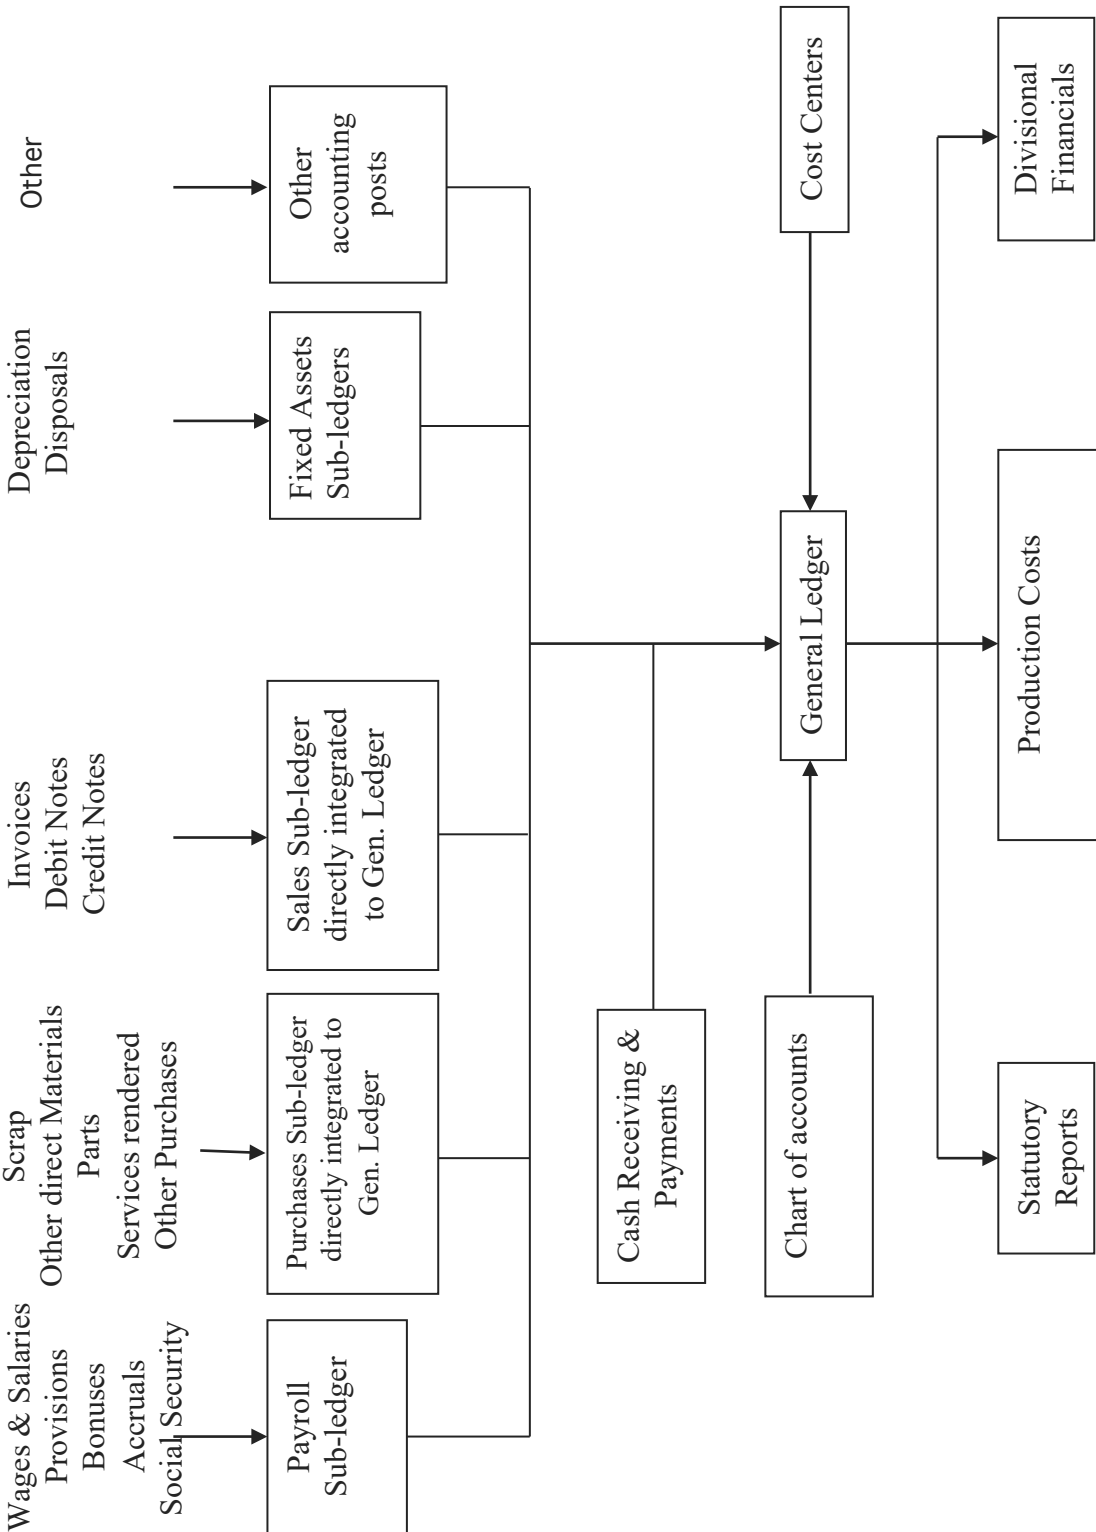 Wages & Salaries
Provisions
Bonuses
Accruals
Social Security
Scrap
Other direct Materials
Parts
Services rendered
Other Purchases
Invoices
Debit Notes
Credit Notes
Depreciation
Disposals
Other
Payroll
Sub-ledger
Purchases Sub-ledger
directly integrated to
Gen. Ledger
Sales Sub-ledger
directly integrated
to Gen. Ledger
Fixed Assets
Sub-ledgers
Other
accounting
posts
Cash Receiving &
Payments
Chart of accounts
General Ledger
Cost Centers
Statutory
Reports
Production Costs
Divisional
Financials